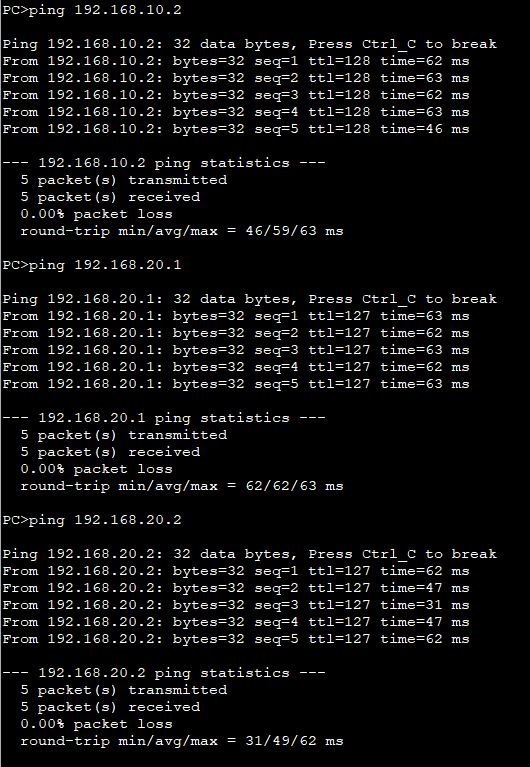 PC>ping 192.168.10.2
Ping 192.168.10.2: 32 data bytes, Press Ctrl_C to break
From 192.168.10.2: bytes=32 seq=1 ttl=128 time=62 ms
From 192.168.10.2: bytes=32 seq=2 ttl=128 time=63 ms
From 192.168.10.2: bytes=32 seq=3 ttl=128 time=62 ms
From 192.168.10.2: bytes=32 seq=4 ttl=128 time=63 ms
From 192.168.10.2: bytes=32 seq=5 ttl=128 time=46 ms
--- 192.168.10.2 ping statistics ---
5 packet(s) transmitted
5 packet(s) received
0.00% packet loss
round-trip min/avg/max = 46/59/63 ms
PC>ping 192.168.20.1
Ping 192.168.20.1: 32 data bytes, Press Ctrl_C to break
From 192.168.20.1: bytes=32 seq=1 ttl=127 time=63 ms
From 192.168.20.1: bytes=32 seq=2 ttl=127 time=62 ms
From 192.168.20.1: bytes=32 seq=3 ttl=127 time=63 ms
From 192.168.20.1: bytes=32 seq=4 ttl=127 time=62 ms
From 192.168.20.1: bytes=32 seq=5 ttl=127 time=63 ms
--- 192.168.20.1 ping statistics ---
5 packet(s) transmitted
5 packet(s) received
0.00% packet loss
round-trip min/avg/max = 62/62/63 ms
PC>ping 192.168.20.2
Ping 192.168.20.2: 32 data bytes, Press Ctrl_C to break
From 192.168.20.2: bytes=32 seq=1 ttl=127 time=62 ms
From 192.168.20.2: bytes=32 seq=2 ttl=127 time=47 ms
From 192.168.20.2: bytes=32 seq=3 ttl=127 time=31 ms
From 192.168.20.2: bytes=32 seq=4 ttl=127 time=47 ms
From 192.168.20.2: bytes=32 seq=5 ttl=127 time=62 ms
--- 192.168.20.2 ping statistics ---
5 packet(s) transmitted
5 packet(s) received
0.00% packet loss
round-trip min/avg/max = 31/49/62 ms